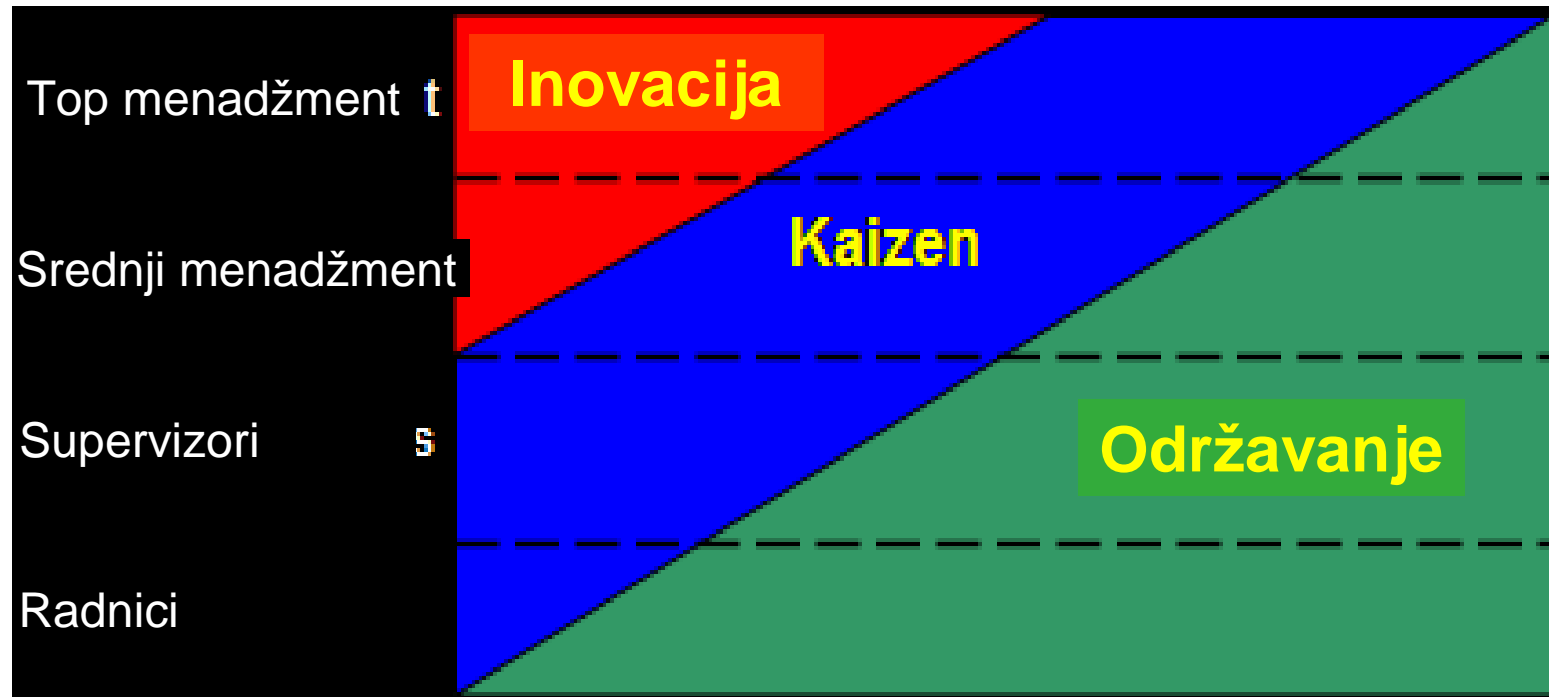 Top menadžment t
Inovacija
Srednji menadžment
Kaizen
Supervizori s
Održavanje
Radnici